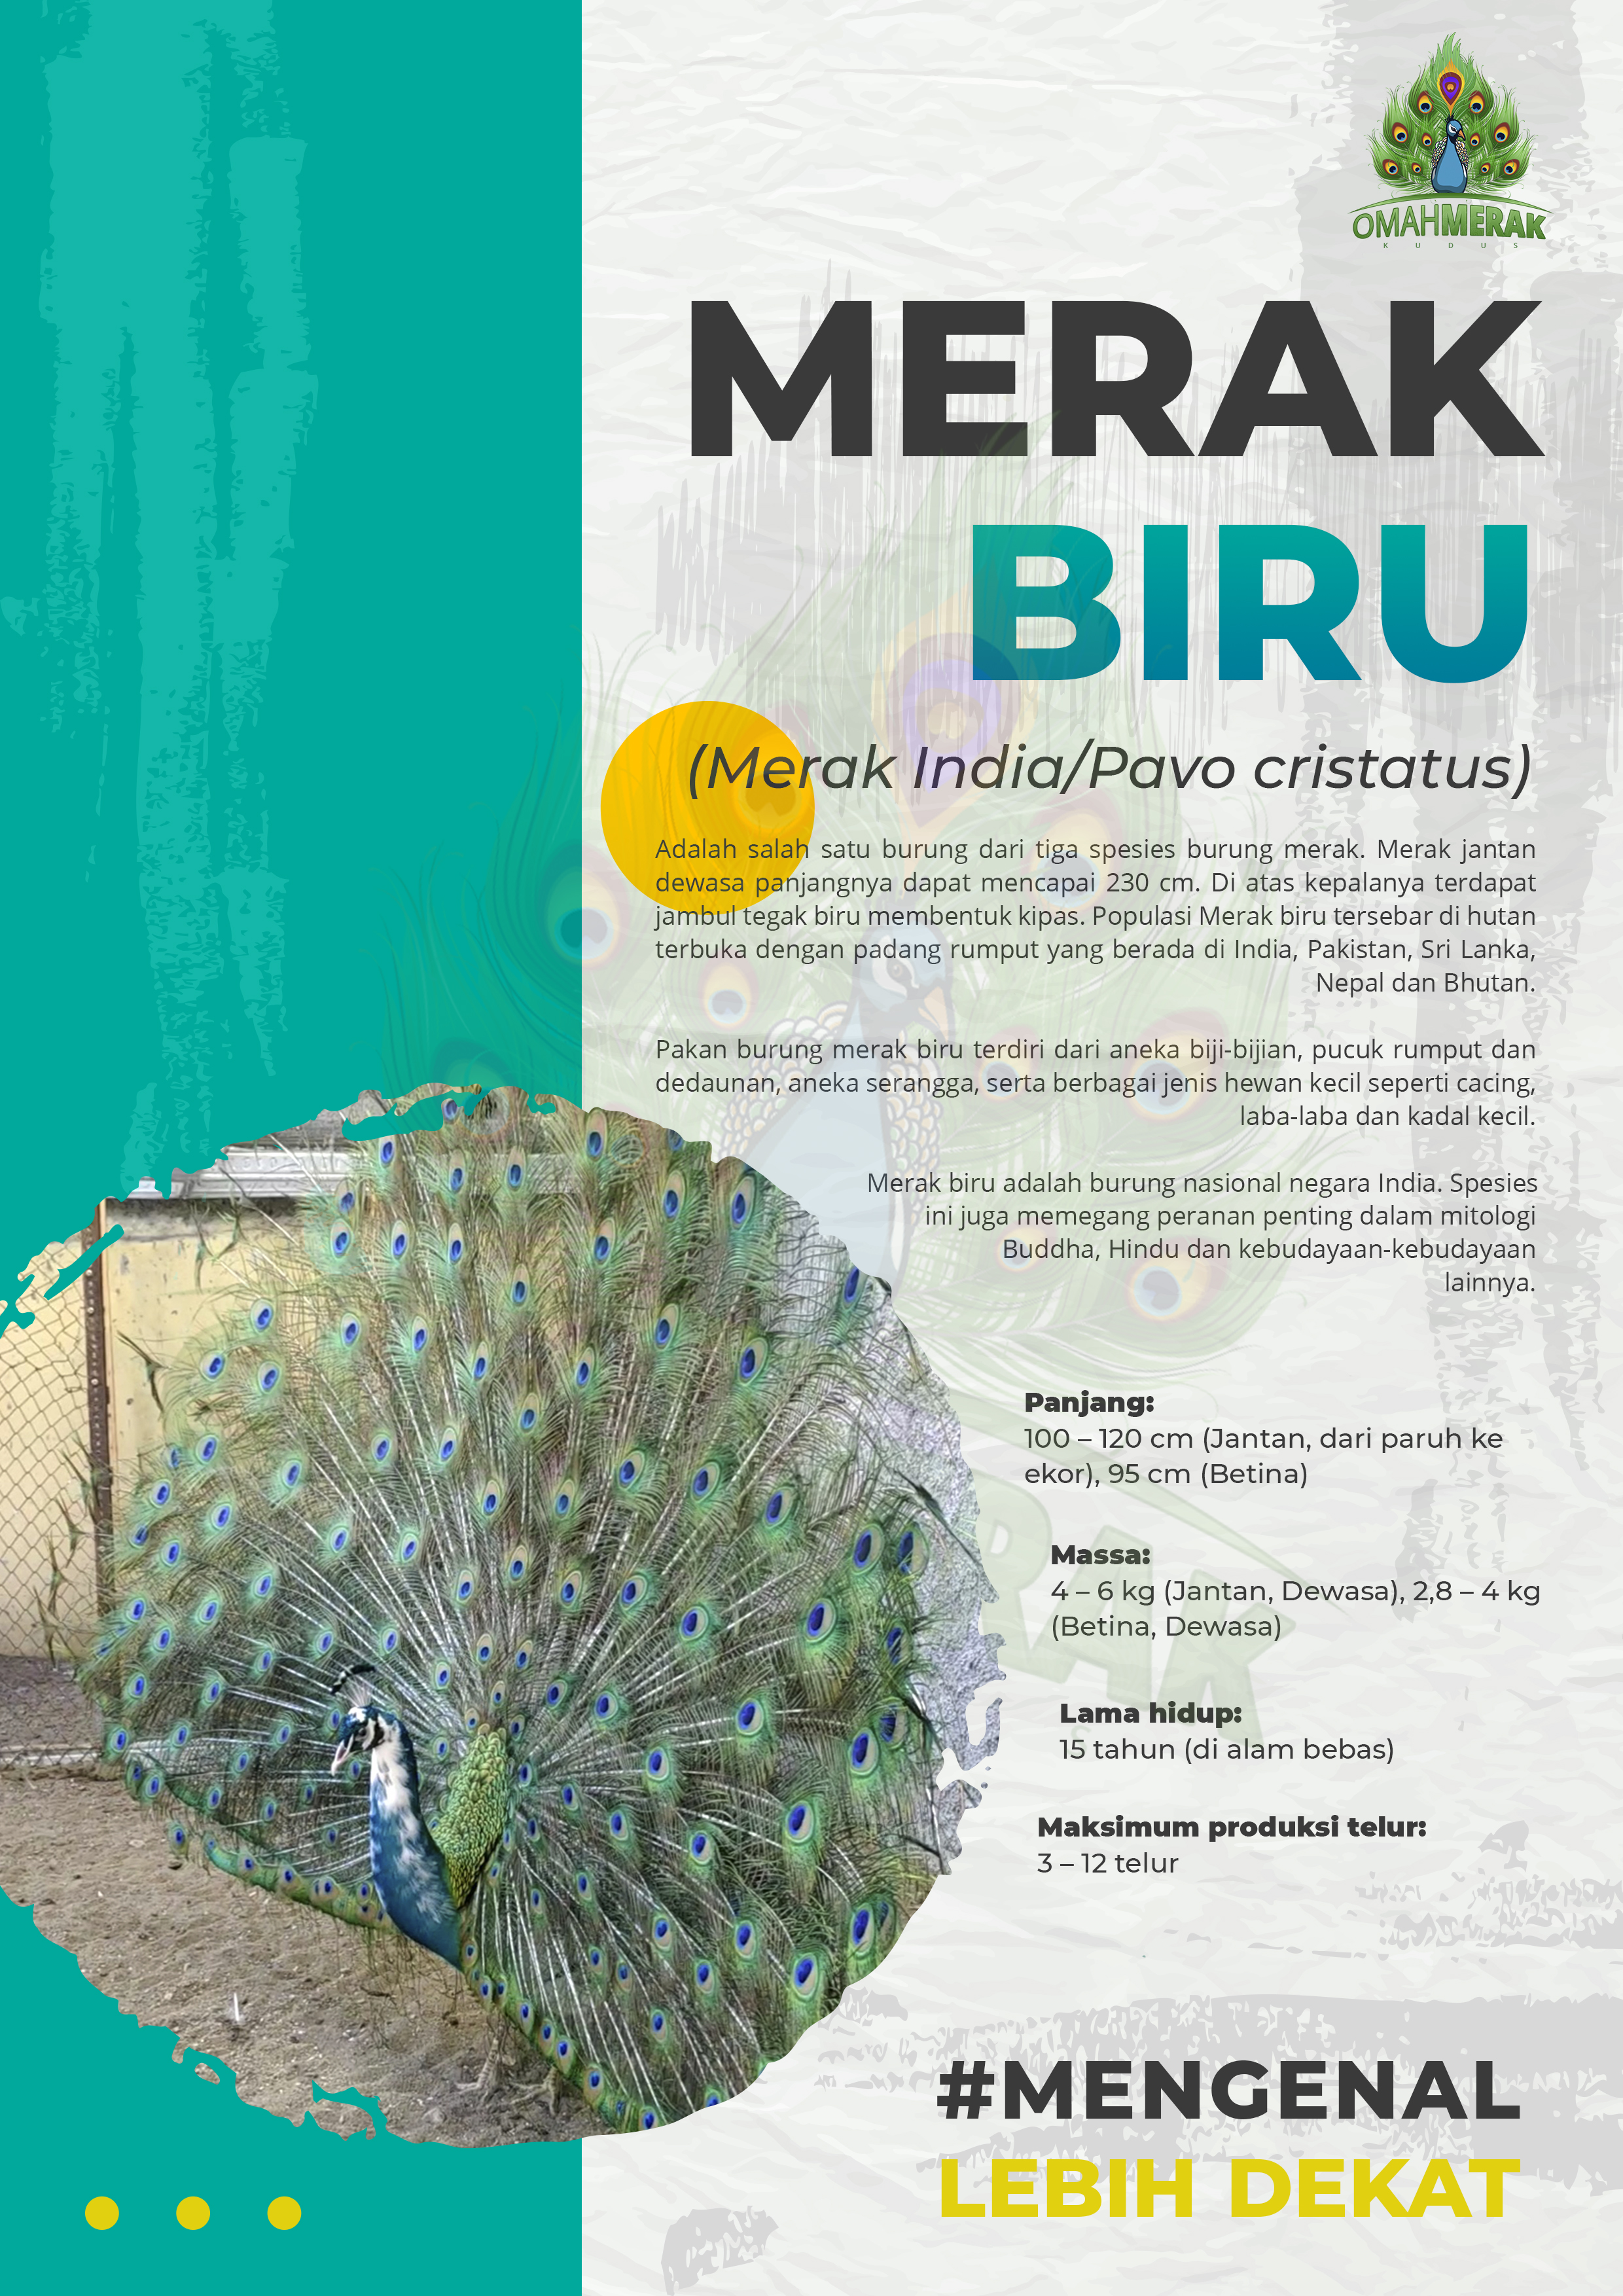 OMAHMERAK
KUDUS
MERAK
BIRU
(Merak India/Pavo cristatus)
Adalah salah satu burung dari tiga spesies burung merak. Merak jantan
dewasa panjangnya dapat mencapai 230 cm. Di atas kepalanya terdapat
jambul tegak biru membentuk kipas. Populasi Merak biru tersebar di hutan
terbuka dengan padang rumput yang berada di India, Pakistan, Sri Lanka,
Nepal dan Bhutan.
Pakan burung merak biru terdiri dari aneka biji-bijian, pucuk rumput dan
dedaunan, aneka serangga, serta berbagai jenis hewan kecil seperti cacing,
laba-laba dan kadal kecil.
Merak biru adalah burung nasional negara India. Spesies
ini juga memegang peranan penting dalam mitologi
Buddha, Hindu dan kebudayaan-kebudayaan
lainnya.
Panjang:
100 – 120 cm (Jantan, dari paruh ke
ekor), 95 cm (Betina)
Massa:
4 – 6 kg (Jantan, Dewasa), 2,8 – 4 kg
(Betina, Dewasa)
Lama hidup:
15 tahun (di alam bebas)
Maksimum produksi telur:
3 – 12 telur
#MENGENAL
LEBIH DEKAT